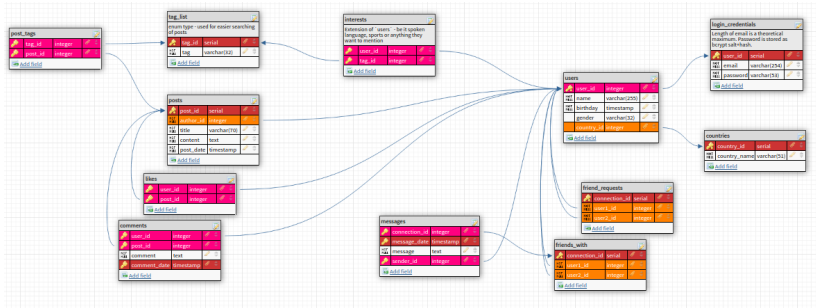 post_tags
tag_id integer
post_id integer
Add field
tag_list
exam type - used for easier searching
of posts
tag_id serial
tag varchar(32)
Add field
interests
Extension of `users` - be it spoken
language, sports or anything they
want to mention
user_id integer
tag_id integer
Add field
login_credentials
Length of email is a theoretical
maximum. Password is stored as
bcrypt salt+hash.
user_id serial
email varchar(254)
password varchar(53)
Add field
users
user_id integer
name varchar(255)
birthday timestamp
gender varchar(32)
country_id integer
Add field
posts
post_id serial
author_id integer
title varchar(70)
content text
post_date timestamp
Add field
countries
country_id serial
country_name varchar(52)
Add field
likes
user_id integer
post_id integer
Add field
friend_requests
connection_id serial
user1_id integer
user2_id integer
Add field
comments
user_id integer
post_id integer
comment text
comment_date timestamp
Add field
messages
connection_id integer
message_date timestamp
message text
sender_id integer
Add field
friends_with
connection_id serial
user1_id integer
user2_id integer
Add field